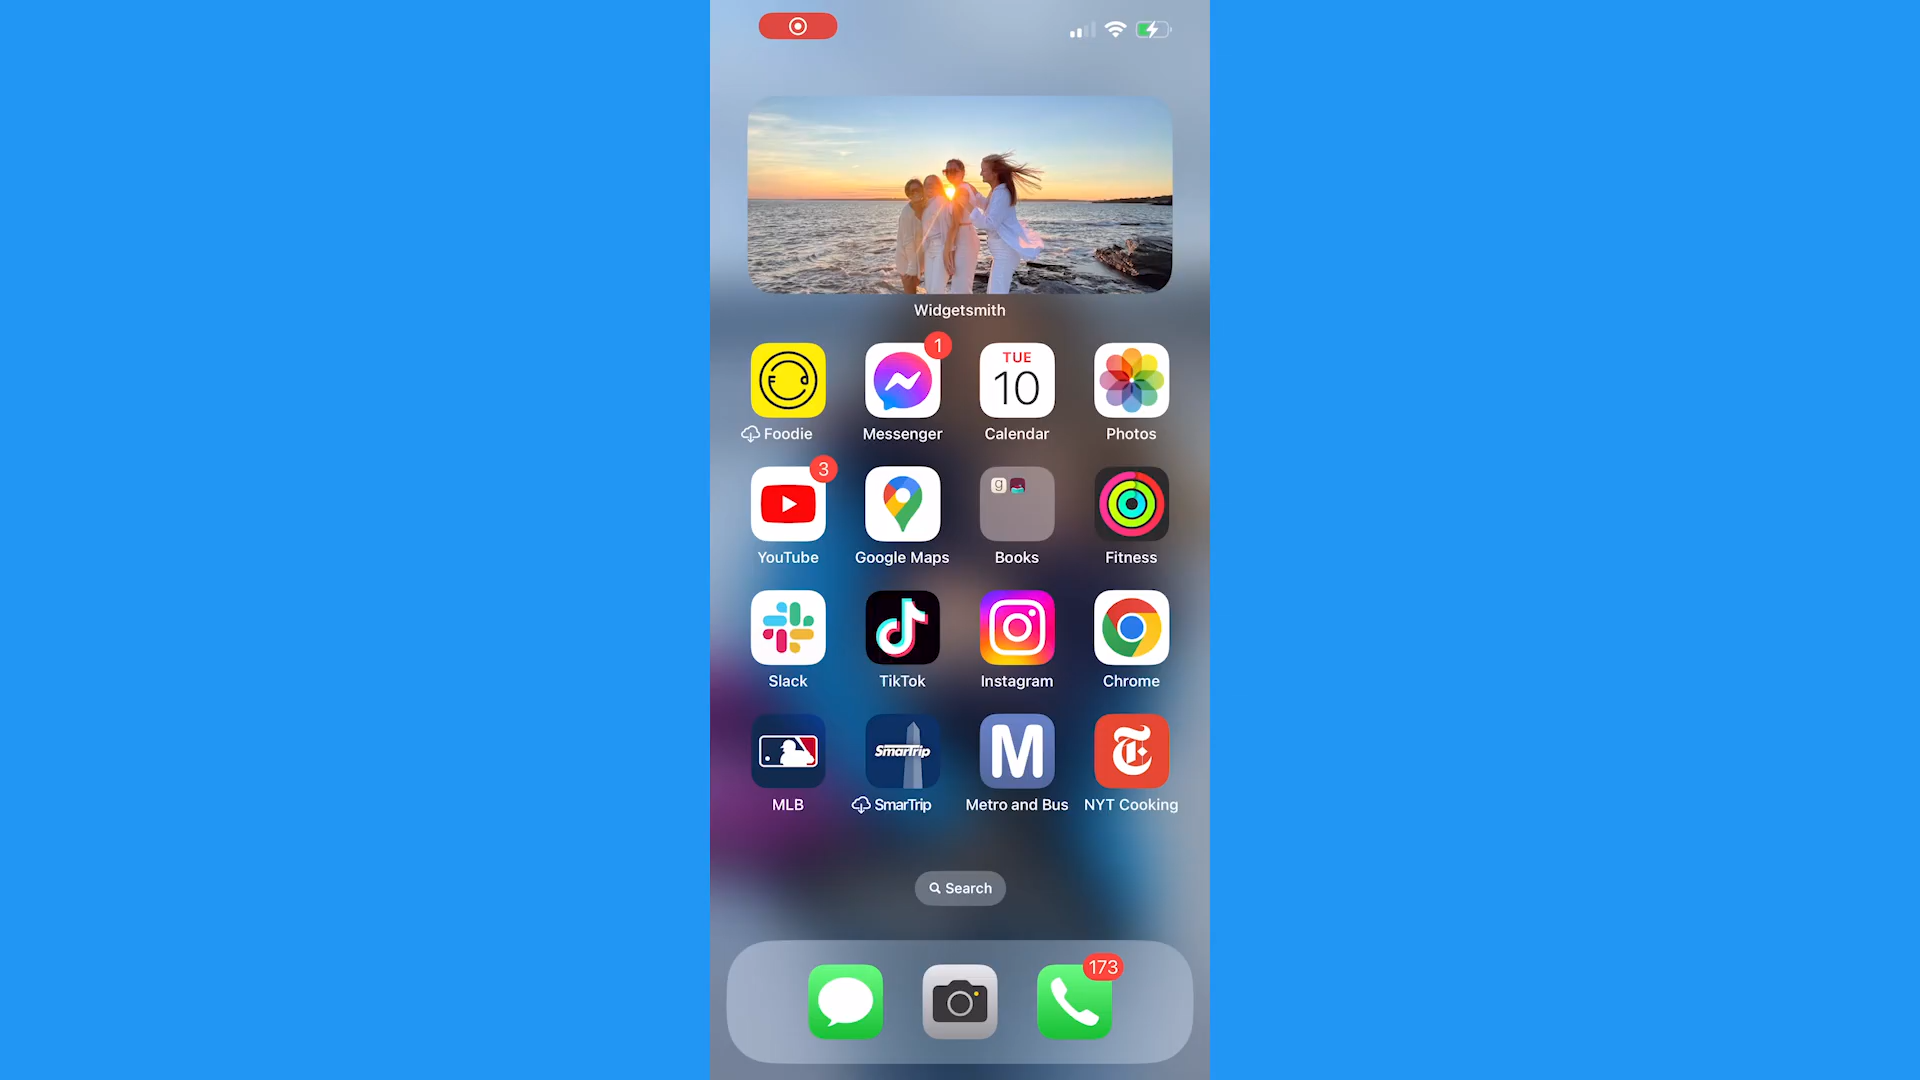 Widgetsmith
F d
1
TUE
10
Foodie
Messenger
Calendar
Photos
3
g
YouTube
Google Maps
Books
Fitness
Slack
TikTok
Instagram
Chrome
SmarTrip
M
T
MLB
SmarTrip
Metro and Bus
NYT Cooking
Search
173